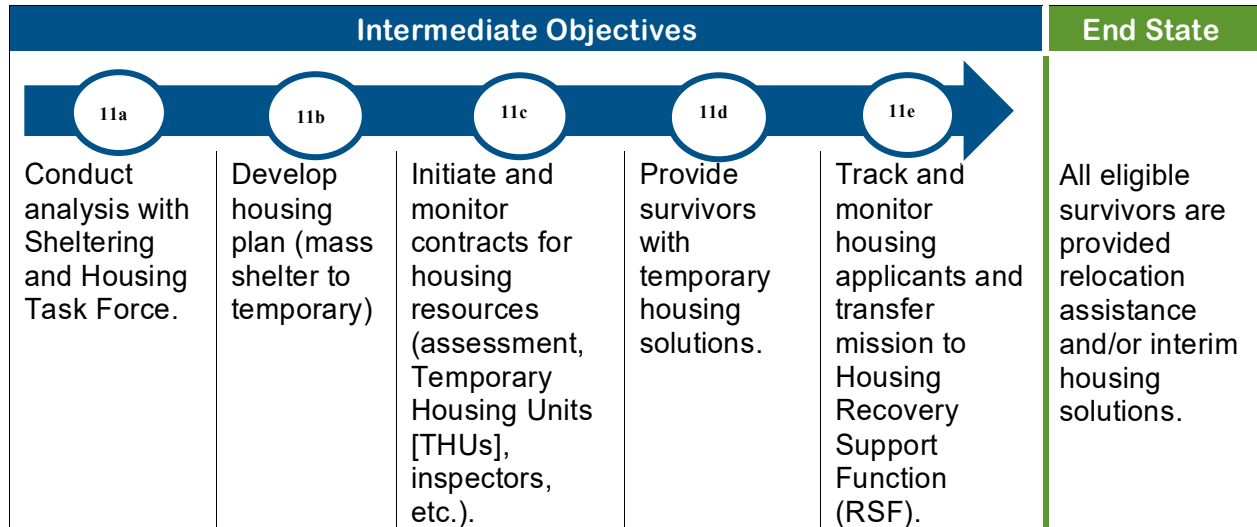 Intermediate Objectives
End State
11a
11b
11c
11d
11e
Conduct
analysis with
Sheltering
and Housing
Task Force.
Develop
housing
plan (mass
shelter to
temporary)
Initiate and
monitor
contracts for
housing
resources
(assessment,
Temporary
Housing Units
[THUs],
inspectors,
etc.).
Provide
survivors
with
temporary
housing
solutions.
Track and
monitor
housing
applicants and
transfer
mission to
Housing
Recovery
Support
Function
(RSF).
All eligible
survivors are
provided
relocation
assistance
and/or interim
housing
solutions.